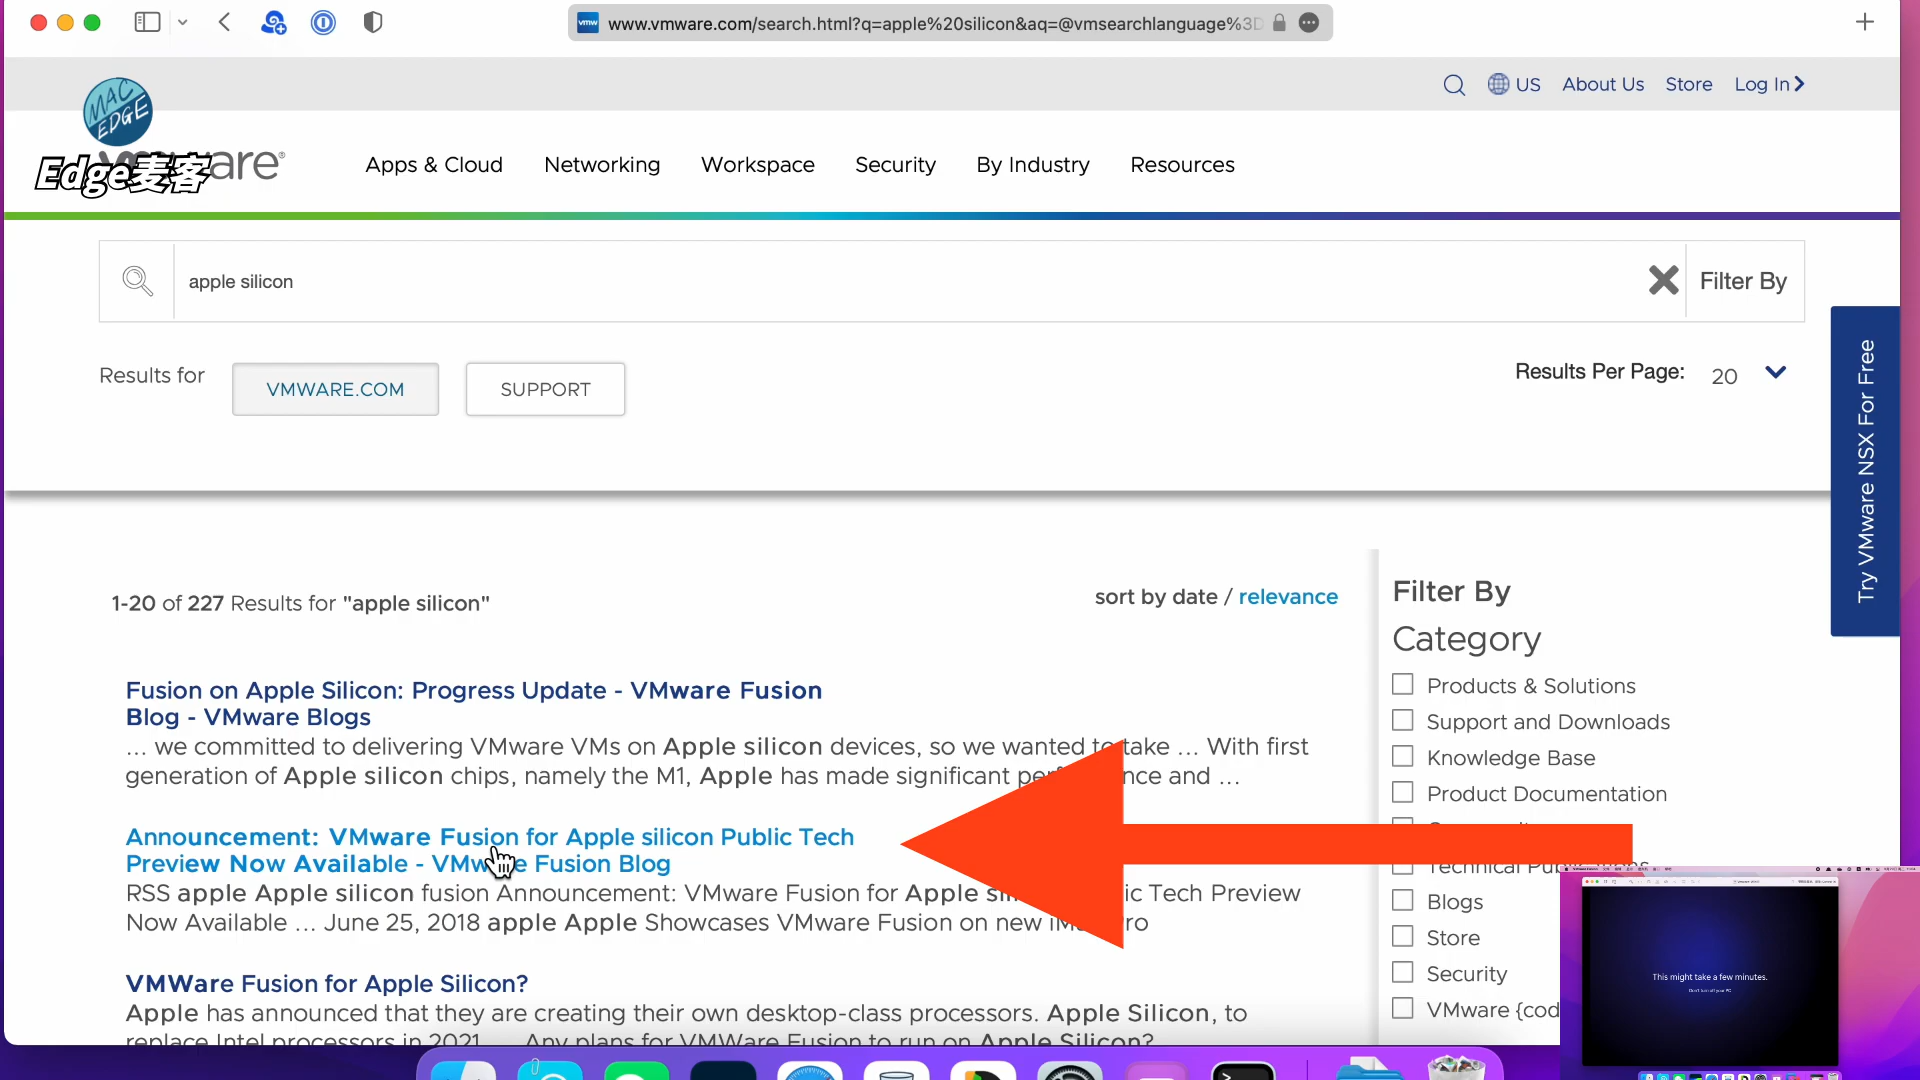 www.vmware.com/search.html?q=apple%20silicon&aq=@vmsearchlanguage%3D
US About Us Store Log In
MAC EDGE
Edge麦客
Apps & Cloud Networking Workspace Security By Industry Resources
apple silicon
Filter By
Results for VMWARE.COM SUPPORT
Results Per Page: 20
Try VMware NSX For Free
1-20 of 227 Results for "apple silicon"
sort by date / relevance
Fusion on Apple Silicon: Progress Update - VMware Fusion
Blog - VMware Blogs
... we committed to delivering VMware VMs on Apple silicon devices, so we wanted to take ... With first
generation of Apple silicon chips, namely the M1, Apple has made significant performance and ...
Announcement: VMware Fusion for Apple silicon Public Tech
Preview Now Available - VMware Fusion Blog
RSS apple Apple silicon fusion Announcement: VMware Fusion for Apple silicon Public Tech Preview
Now Available ... June 25, 2018 apple Apple Showcases VMware Fusion on new iMac Pro
VMWare Fusion for Apple Silicon?
Apple has announced that they are creating their own desktop-class processors. Apple Silicon, to
replace Intel processors in 2021. ... Any plans for VMware Fusion to run on Apple Silicon?
Filter By
Category
Products & Solutions
Support and Downloads
Knowledge Base
Product Documentation
Technical Publications
Blogs
Store
Security
VMware {cod
This might take a few minutes.
Don't turn off your PC